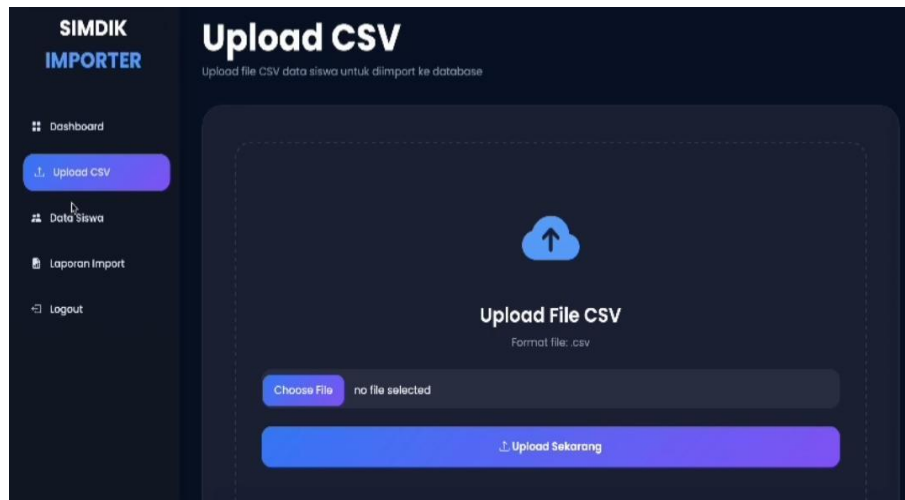 SIMDIK
IMPORTER
Dashboard
Upload CSV
Data Siswa
Laporan Import
Logout
Upload CSV
Upload file CSV data siswa untuk diimport ke database
Upload File CSV
Format file: .csv
Choose File no file selected
Upload Sekarang